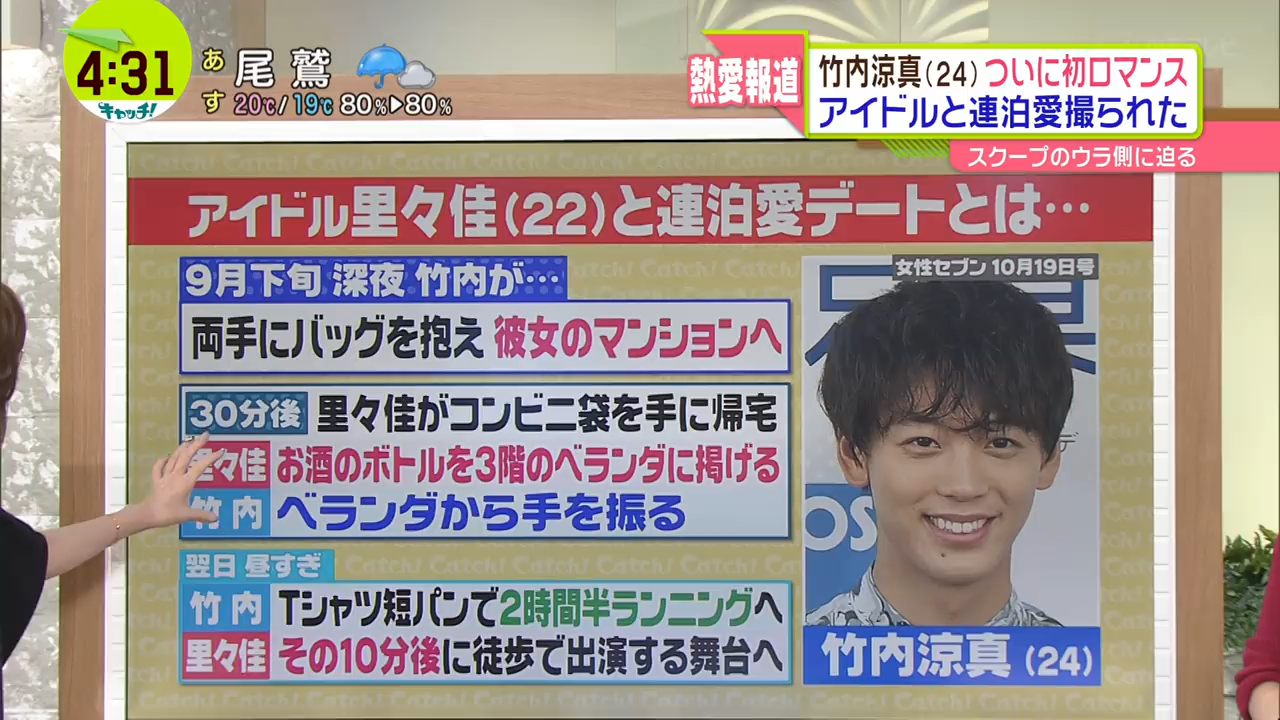 4:31
キャッチ!
あす
尾鷲
20℃/19℃ 80%▶80%
熱愛報道
竹内涼真(24)ついに初ロマンス
アイドルと連泊愛撮られた
スクープのウラ側に迫る
アイドル里々佳(22)と連泊愛デートとは…
9月下旬 深夜 竹内が…
両手にバッグを抱え 彼女のマンションへ
30分後 里々佳がコンビニ袋を手に帰宅
里々佳 お酒のボトルを3階のベランダに掲げる
竹内 ベランダから手を振る
翌日 昼すぎ
竹内 Tシャツ短パンで2時間半ランニングへ
里々佳 その10分後に徒歩で出演する舞台へ
女性セブン 10月19日号
OS
竹内涼真(24)